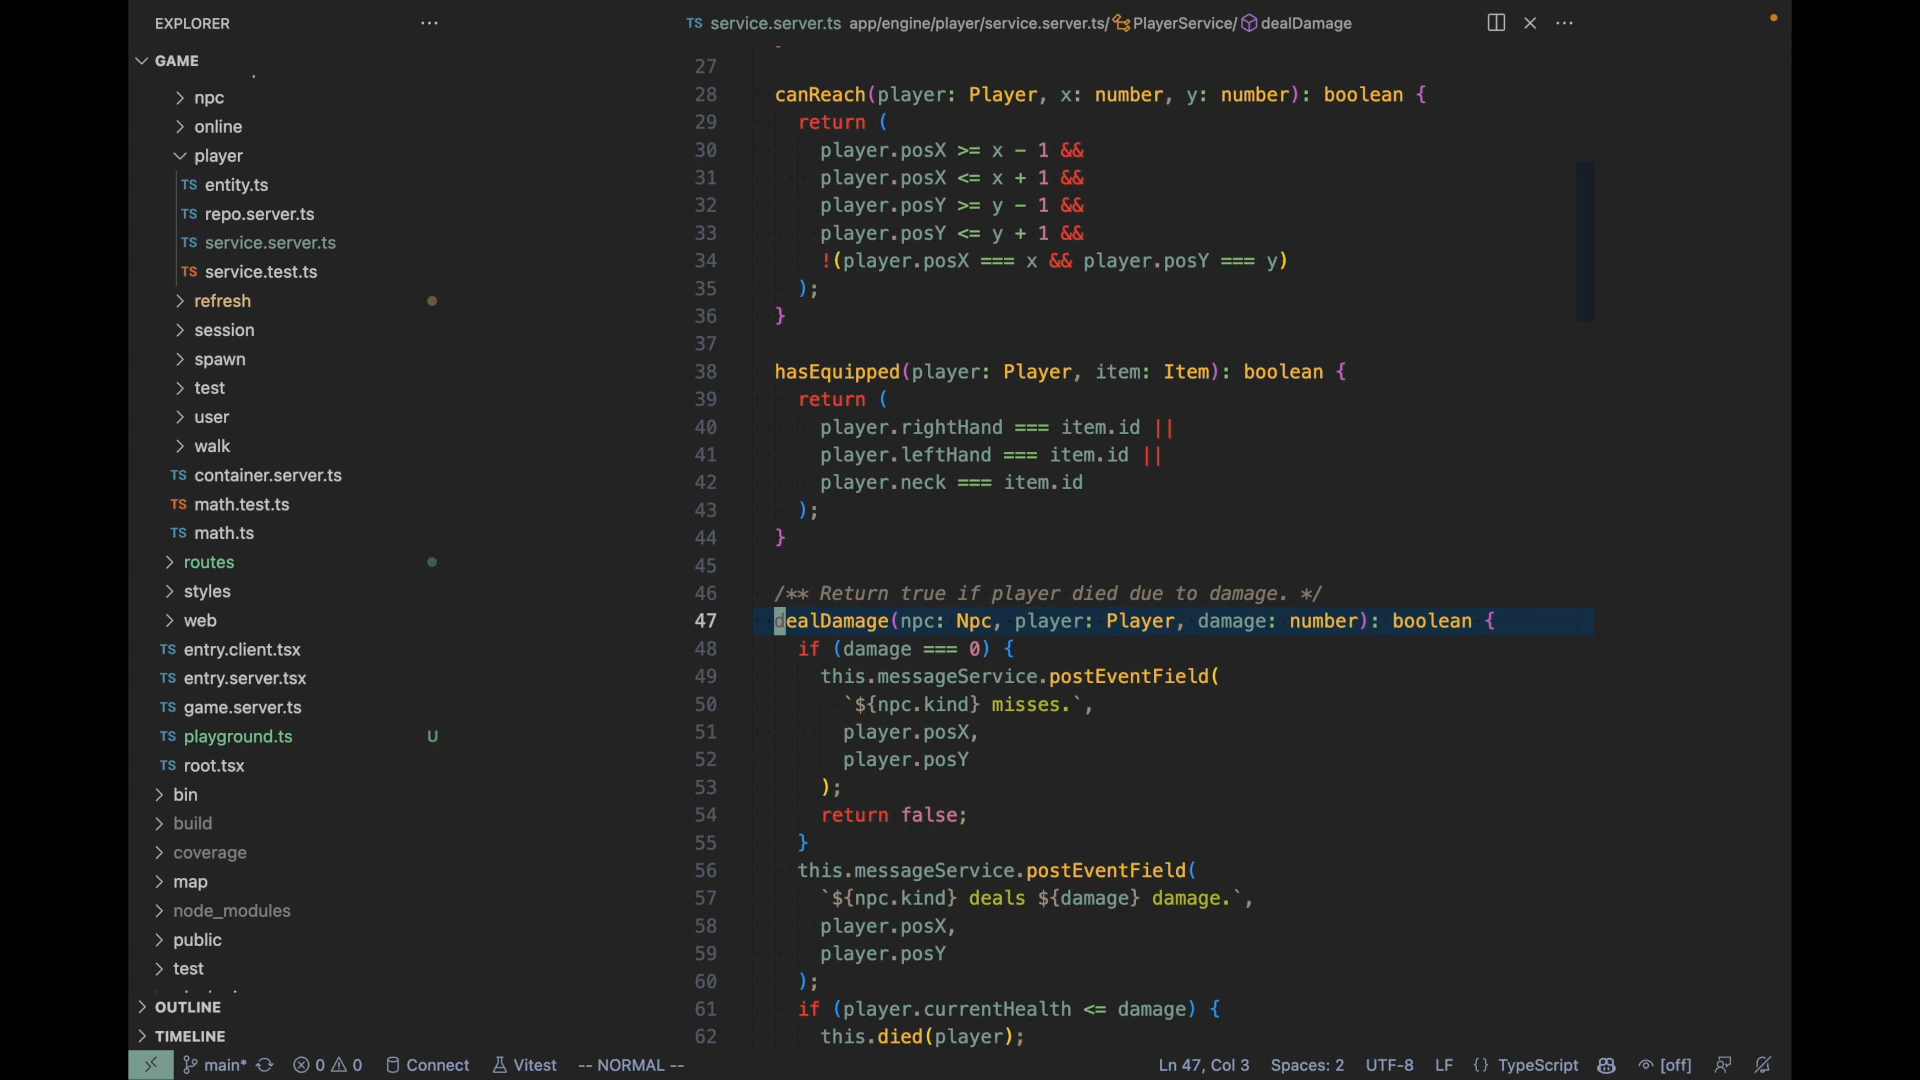 EXPLORER
GAME
npc
online
player
TS entity.ts
TS repo.server.ts
TS service.server.ts
TS service.test.ts
refresh
session
spawn
test
user
walk
TS container.server.ts
TS math.test.ts
TS math.ts
routes
styles
web
TS entry.client.tsx
TS entry.server.tsx
TS game.server.ts
TS playground.ts U
TS root.tsx
bin
build
coverage
map
node_modules
public
test
OUTLINE
TIMELINE
TS service.server.ts app/engine/player/service.server.ts/ PlayerService/ dealDamage
27
28 canReach(player: Player, x: number, y: number): boolean {
29 return (
30 player.posX >= x - 1 &&
31 player.posX <= x + 1 &&
32 player.posY >= y - 1 &&
33 player.posY <= y + 1 &&
34 !(player.posX === x && player.posY === y)
35 );
36 }
37
38 hasEquipped(player: Player, item: Item): boolean {
39 return (
40 player.rightHand === item.id ||
41 player.leftHand === item.id ||
42 player.neck === item.id
43 );
44 }
45
46 /** Return true if player died due to damage. */
47 dealDamage(npc: Npc, player: Player, damage: number): boolean {
48 if (damage === 0) {
49 this.messageService.postEventField(
50 `${npc.kind} misses.`,
51 player.posX,
52 player.posY
53 );
54 return false;
55 }
56 this.messageService.postEventField(
57 `${npc.kind} deals ${damage} damage.`,
58 player.posX,
59 player.posY
60 );
61 if (player.currentHealth <= damage) {
62 this.died(player);
main* 0 0 Connect Vitest -- NORMAL -- Ln 47, Col 3 Spaces: 2 UTF-8 LF {} TypeScript [off]